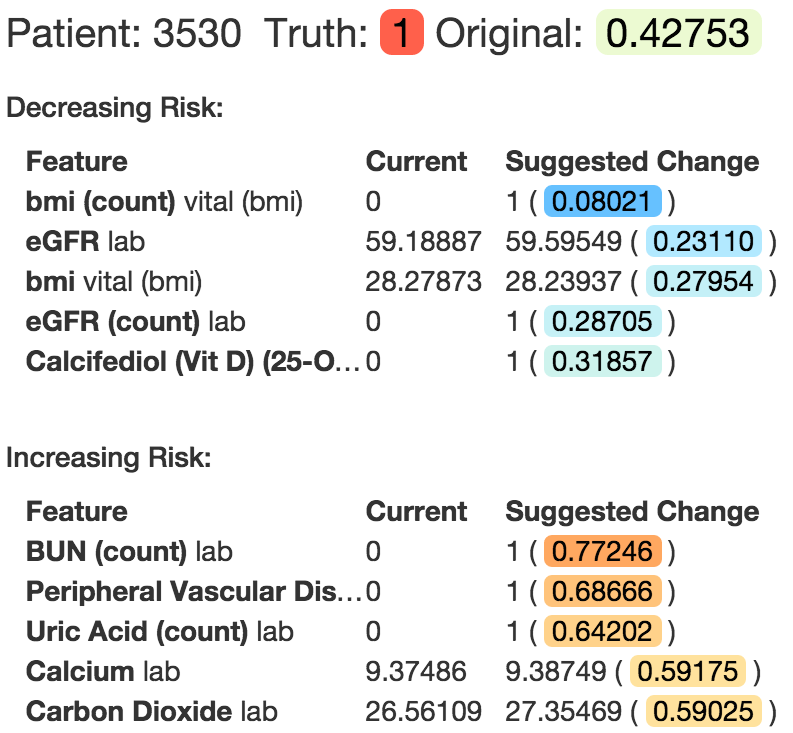 Patient: 3530 Truth: 1 Original: 0.42753
Decreasing Risk:
Feature Current Suggested Change
bmi (count) vital (bmi) 0 1 ( 0.08021 )
eGFR lab 59.18887 59.59549 ( 0.23110 )
bmi vital (bmi) 28.27873 28.23937 ( 0.27954 )
eGFR (count) lab 0 1 ( 0.28705 )
Calcifediol (Vit D) (25-O... 0 1 ( 0.31857 )
Increasing Risk:
Feature Current Suggested Change
BUN (count) lab 0 1 ( 0.77246 )
Peripheral Vascular Dis... 0 1 ( 0.68666 )
Uric Acid (count) lab 0 1 ( 0.64202 )
Calcium lab 9.37486 9.38749 ( 0.59175 )
Carbon Dioxide lab 26.56109 27.35469 ( 0.59025 )